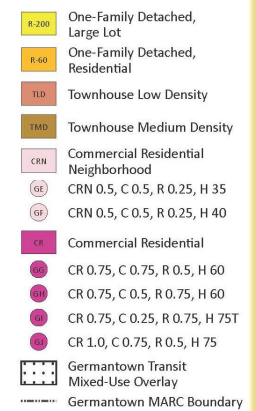 R-200 One-Family Detached,
Large Lot
R-60 One-Family Detached,
Residential
TLD Townhouse Low Density
TMD Townhouse Medium Density
CRN Commercial Residential
Neighborhood
GE CRN 0.5, C 0.5, R 0.25, H 35
GF CRN 0.5, C 0.5, R 0.25, H 40
CR Commercial Residential
GG CR 0.75, C 0.75, R 0.5, H 60
GH CR 0.75, C 0.5, R 0.75, H 60
GI CR 0.75, C 0.25, R 0.75, H 75T
GJ CR 1.0, C 0.75, R 0.5, H 75
Germantown Transit
Mixed-Use Overlay
Germantown MARC Boundary